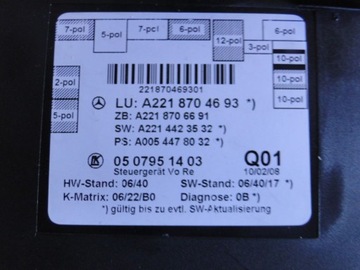 7-pol 5-pol 7-pol 6-pol 6-pol
12-pol
3-pol
2-pol
10-pol
10-pol
10-pol
5-pol
221870469301
LU: A221 870 46 93 *)
ZB: A221 870 66 91
SW: A221 442 35 32 *)
PS: A005 447 80 32 *)
05 0795 14 03 Q01
Steuergerät Vo Re 10/02/08
HW-Stand: 06/40 SW-Stand: 06/40/17 *)
K-Matrix: 06/22/B0 Diagnose: 0B *)
*) gültig bis zu evtl. SW-Aktualisierung